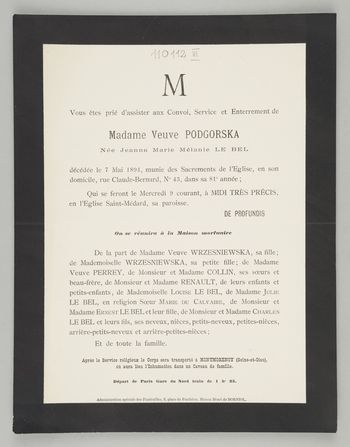 110112 III
M
Vous êtes prié d'assister aux Convoi, Service et Enterrement de
Madame Veuve PODGORSKA
Née Jeanne Marie Mélanie LE BEL
décédée le 7 Mai 1894, munie des Sacrements de l'Eglise, en son
domicile, rue Claude-Bernard, No 45, dans sa 81e année;
Qui se feront le Mercredi 9 courant, à MIDI TRÈS PRÉCIS,
en l'Eglise Saint-Médard, sa paroisse.
DE PROFUNDIS
On se réunira à la Maison mortuaire
De la part de Madame Veuve WRZESNIEWSKA, sa fille;
de Mademoiselle WRZESNIEWSKA, sa petite fille; de Madame
Veuve PERREY, de Monsieur et Madame COLLIN, ses sœurs et
beau-frère, de Monsieur et Madame RENAULT, de leurs enfants et
petits-enfants, de Mademoiselle Louise LE BEL, de Madame Julie
LE BEL, en religion Sœur Marie du Calvaire, de Monsieur et
Madame Ernest LE BEL et leur fille, de Monsieur et Madame Charles
LE BEL et leurs fils, ses neveux, nièces, petits-neveux, petites-nièces,
arrière-petits-neveux et arrière-petites-nièces;
Et de toute la famille.
Après le Service religieux le Corps sera transporté à MONTMORENCY (Seine-et-Oise),
où aura lieu l'Inhumation dans un Caveau de famille.
Départ de Paris Gare du Nord train de 1 h 25.
Administration spéciale des Funérailles, 6, place du Panthéon, Maison Henri de BORNIOL.